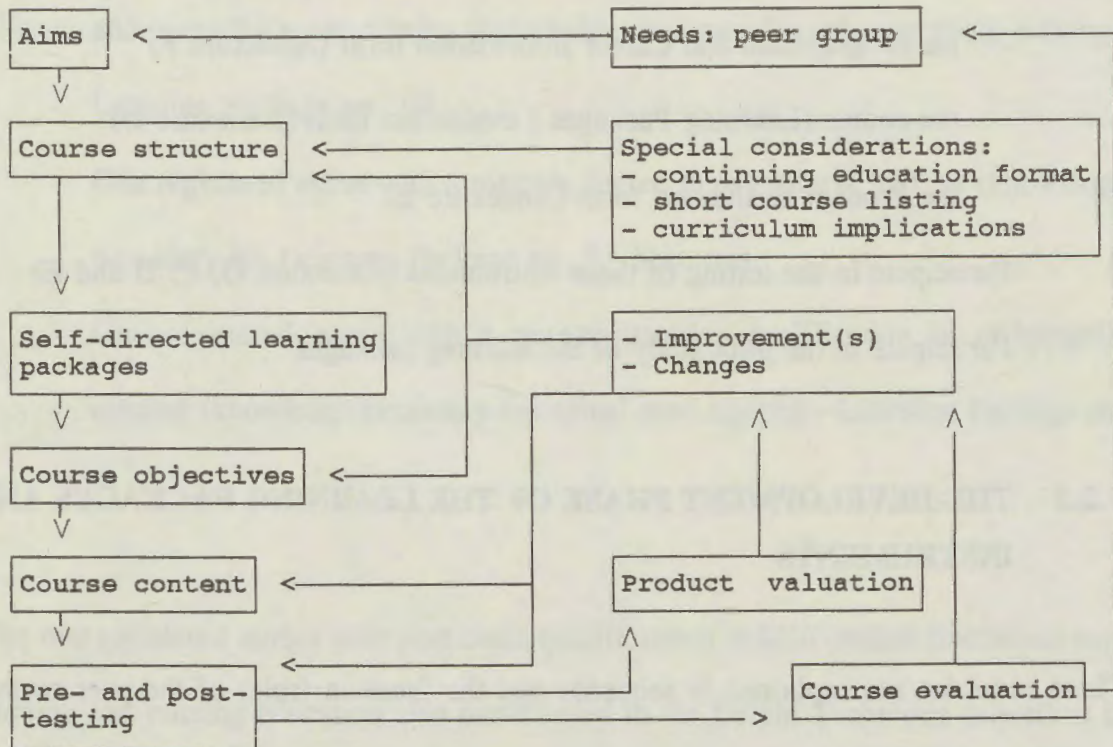 Aims
Needs: peer group
Course structure
Special considerations:
- continuing education format
- short course listing
- curriculum implications
Self-directed learning
packages
- Improvement(s)
- Changes
Course objectives
Course content
Product valuation
Pre- and post-
testing
Course evaluation